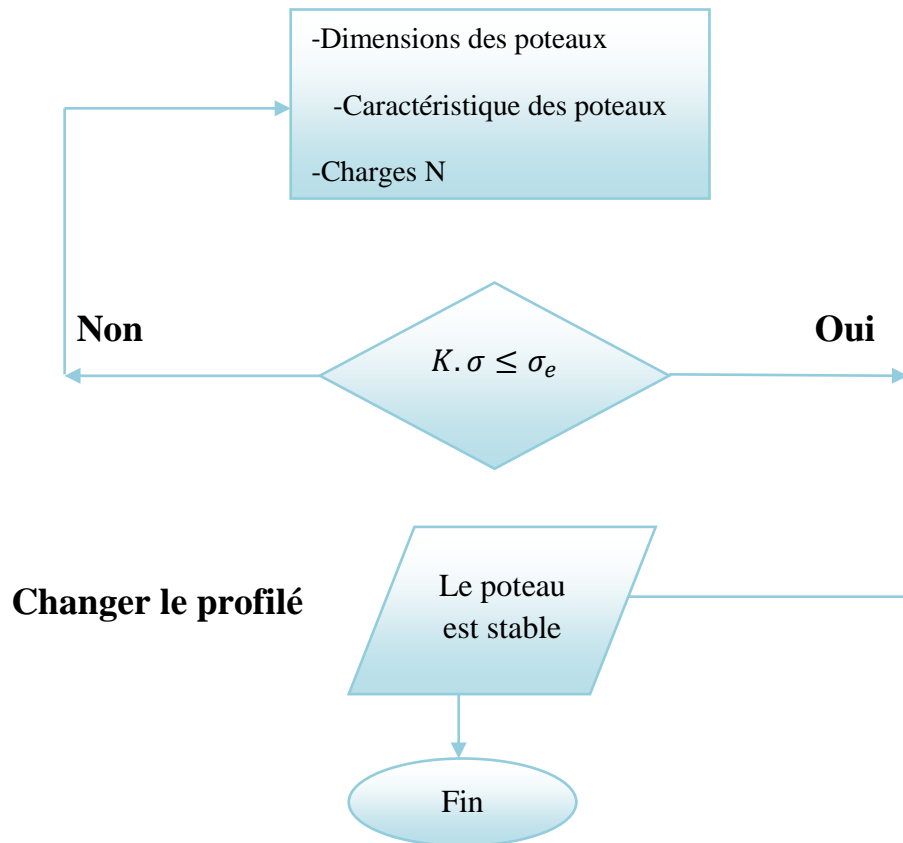 -Dimensions des poteaux
-Caractéristique des poteaux
-Charges N
Non
Oui
K. σ ≤ σₑ
Changer le profilé
Le poteau
est stable
Fin